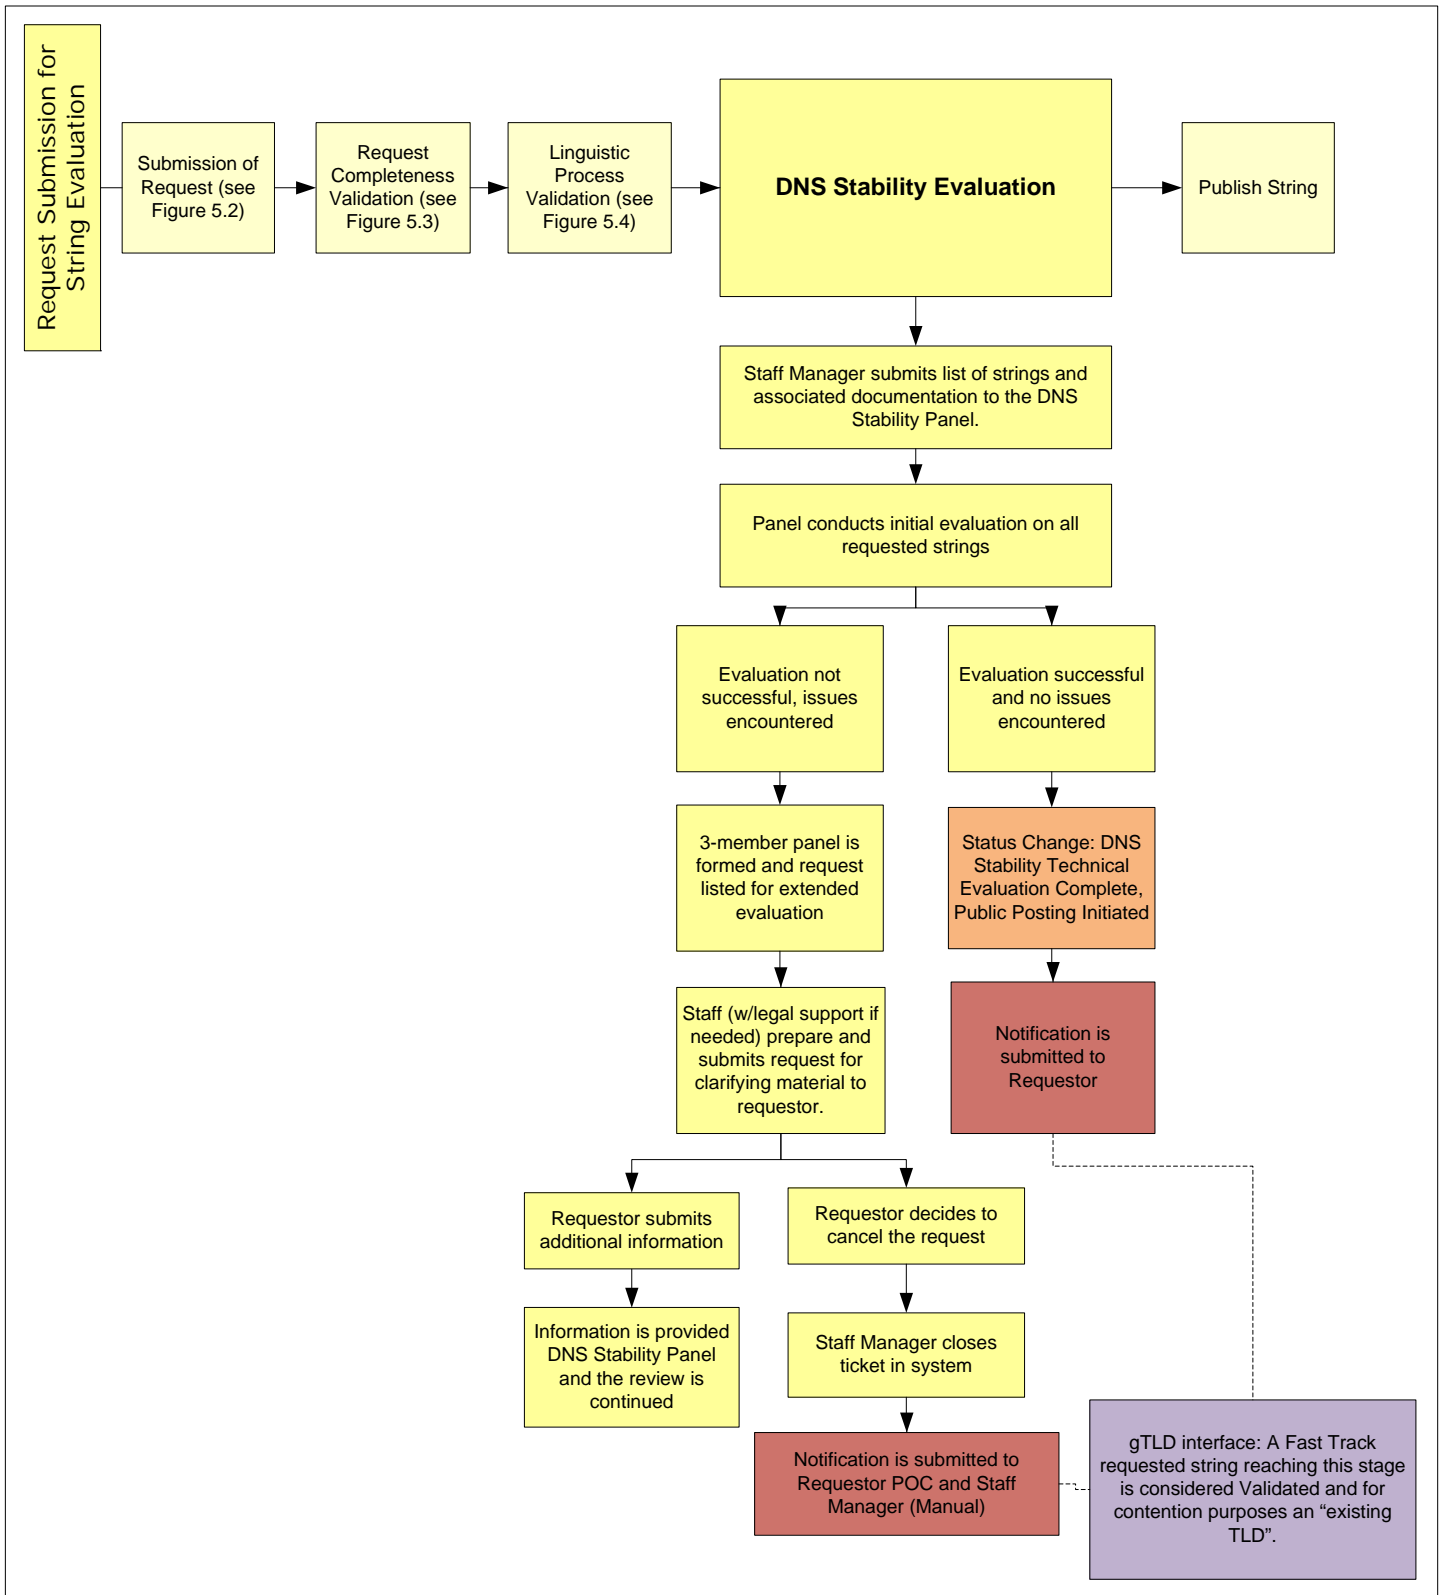 Request Submission for
String Evaluation
Submission of
Request (see
Figure 5.2)
Request
Completeness
Validation (see
Figure 5.3)
Linguistic
Process
Validation (see
Figure 5.4)
DNS Stability Evaluation
Publish String
Staff Manager submits list of strings and
associated documentation to the DNS
Stability Panel.
Panel conducts initial evaluation on all
requested strings
Evaluation not
successful, issues
encountered
Evaluation successful
and no issues
encountered
3-member panel is
formed and request
listed for extended
evaluation
Status Change: DNS
Stability Technical
Evaluation Complete,
Public Posting Initiated
Staff (w/legal support if
needed) prepare and
submits request for
clarifying material to
requestor.
Notification is
submitted to
Requestor
Requestor submits
additional information
Requestor decides to
cancel the request
Information is provided
DNS Stability Panel
and the review is
continued
Staff Manager closes
ticket in system
Notification is submitted to
Requestor POC and Staff
Manager (Manual)
gTLD interface: A Fast Track
requested string reaching this stage
is considered Validated and for
contention purposes an “existing
TLD”.